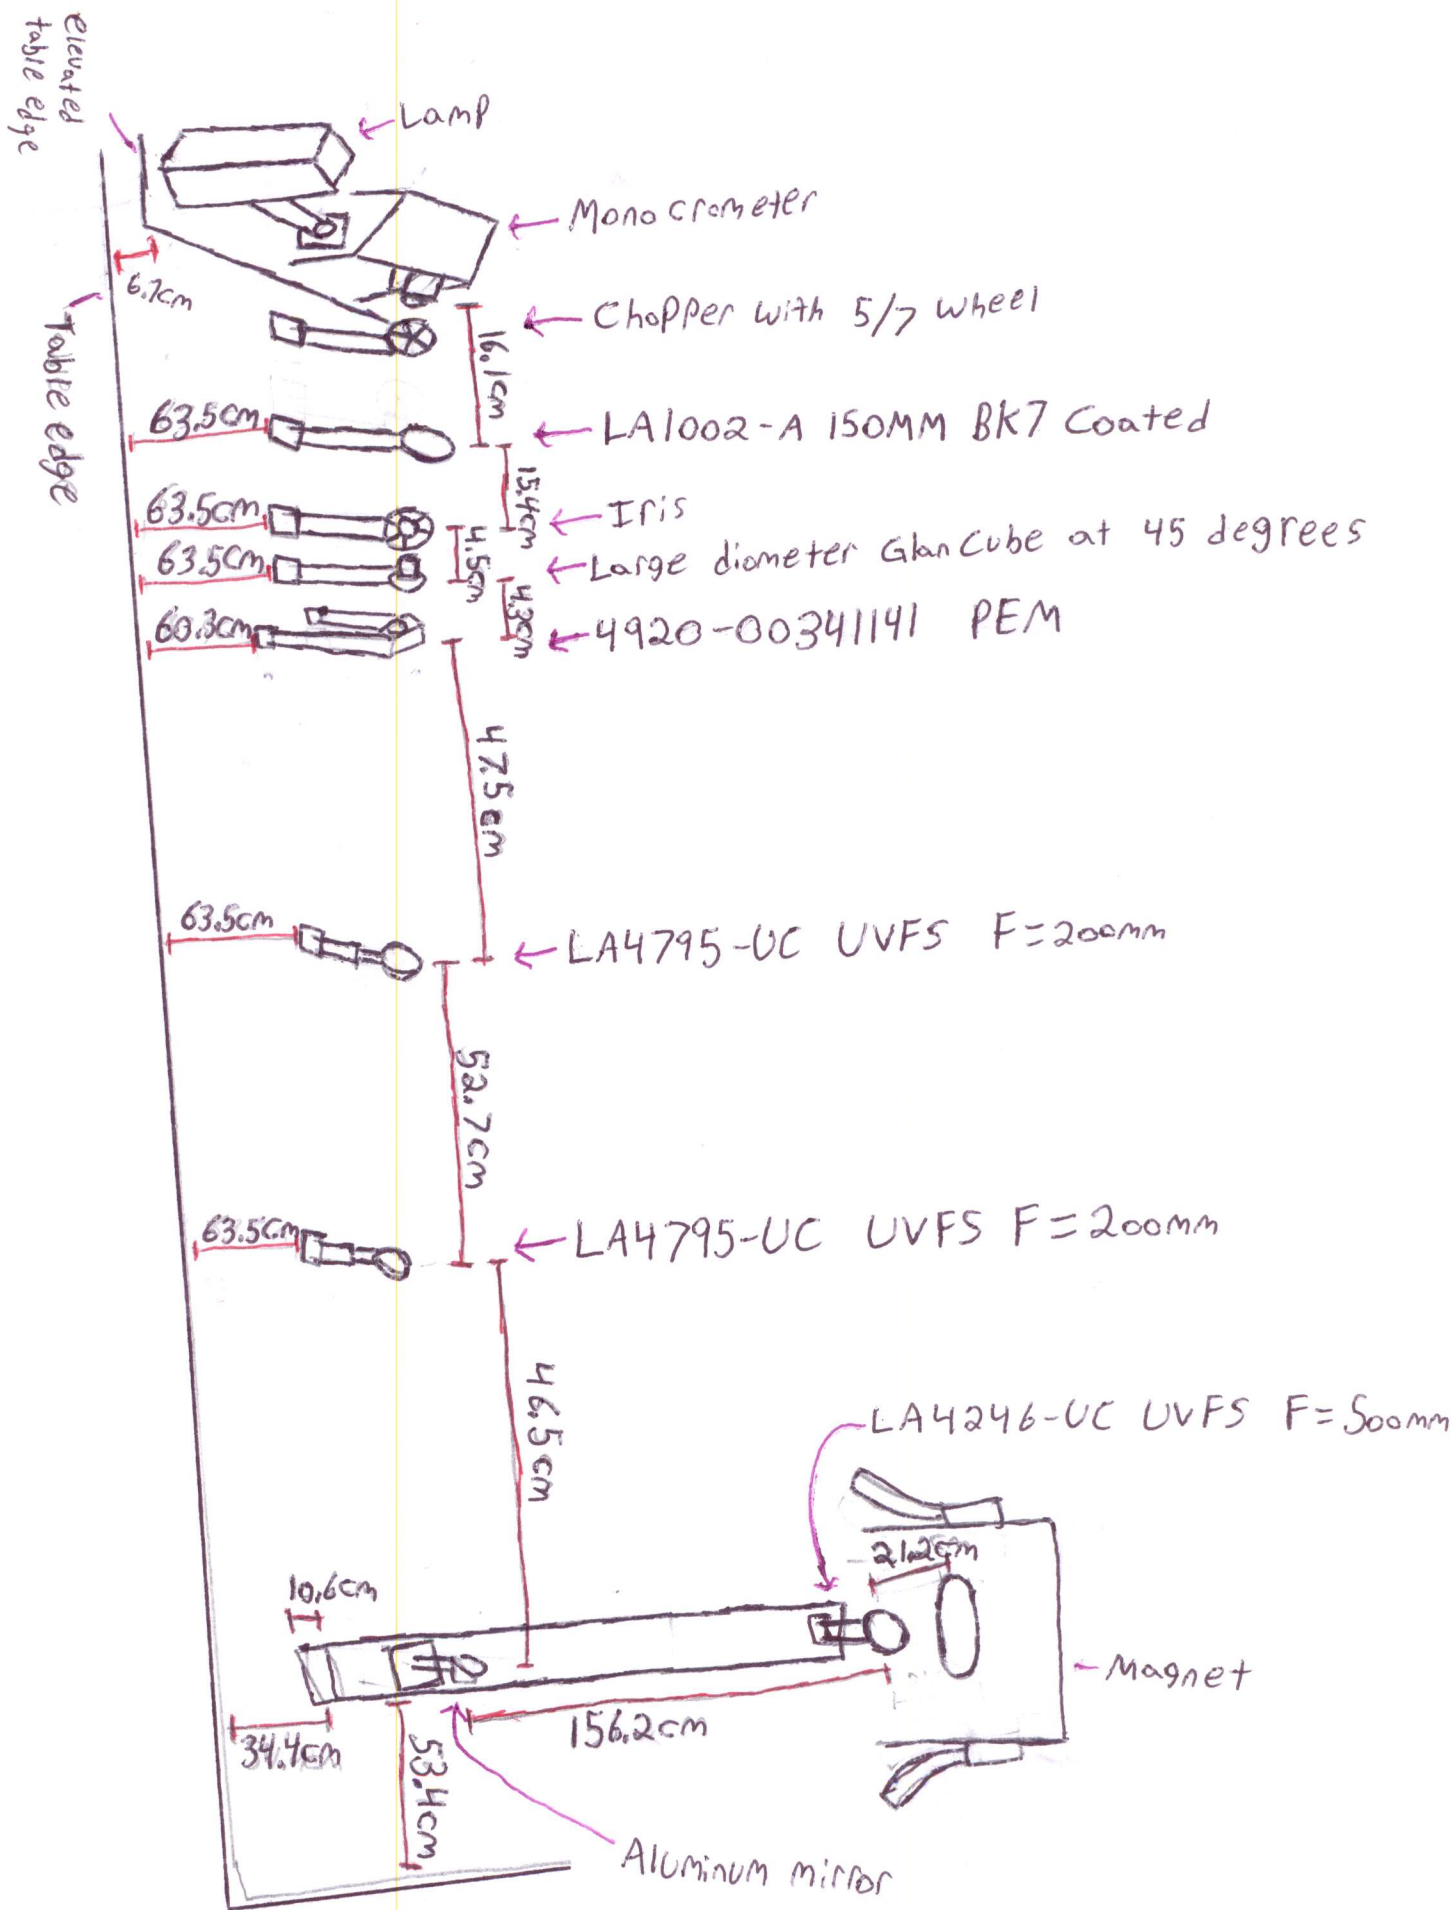 Elevated
table edge
Lamp
Monocrometer
6.7cm
Table edge
Chopper with 5/7 wheel
16.1cm
63.5cm
LA1002-A 150MM BK7 Coated
15.4cm
63.5cm
Iris
4.5cm
63.5cm
Large diameter Glan Cube at 45 degrees
4.3cm
60.3cm
4920-00341141 PEM
47.5cm
63.5cm
LA4795-UC UVFS F=200mm
52.7cm
63.5cm
LA4795-UC UVFS F=200mm
46.5cm
LA4246-UC UVFS F=500mm
21.2cm
10.6cm
Magnet
156.2cm
34.4cm
53.4cm
Aluminum mirror